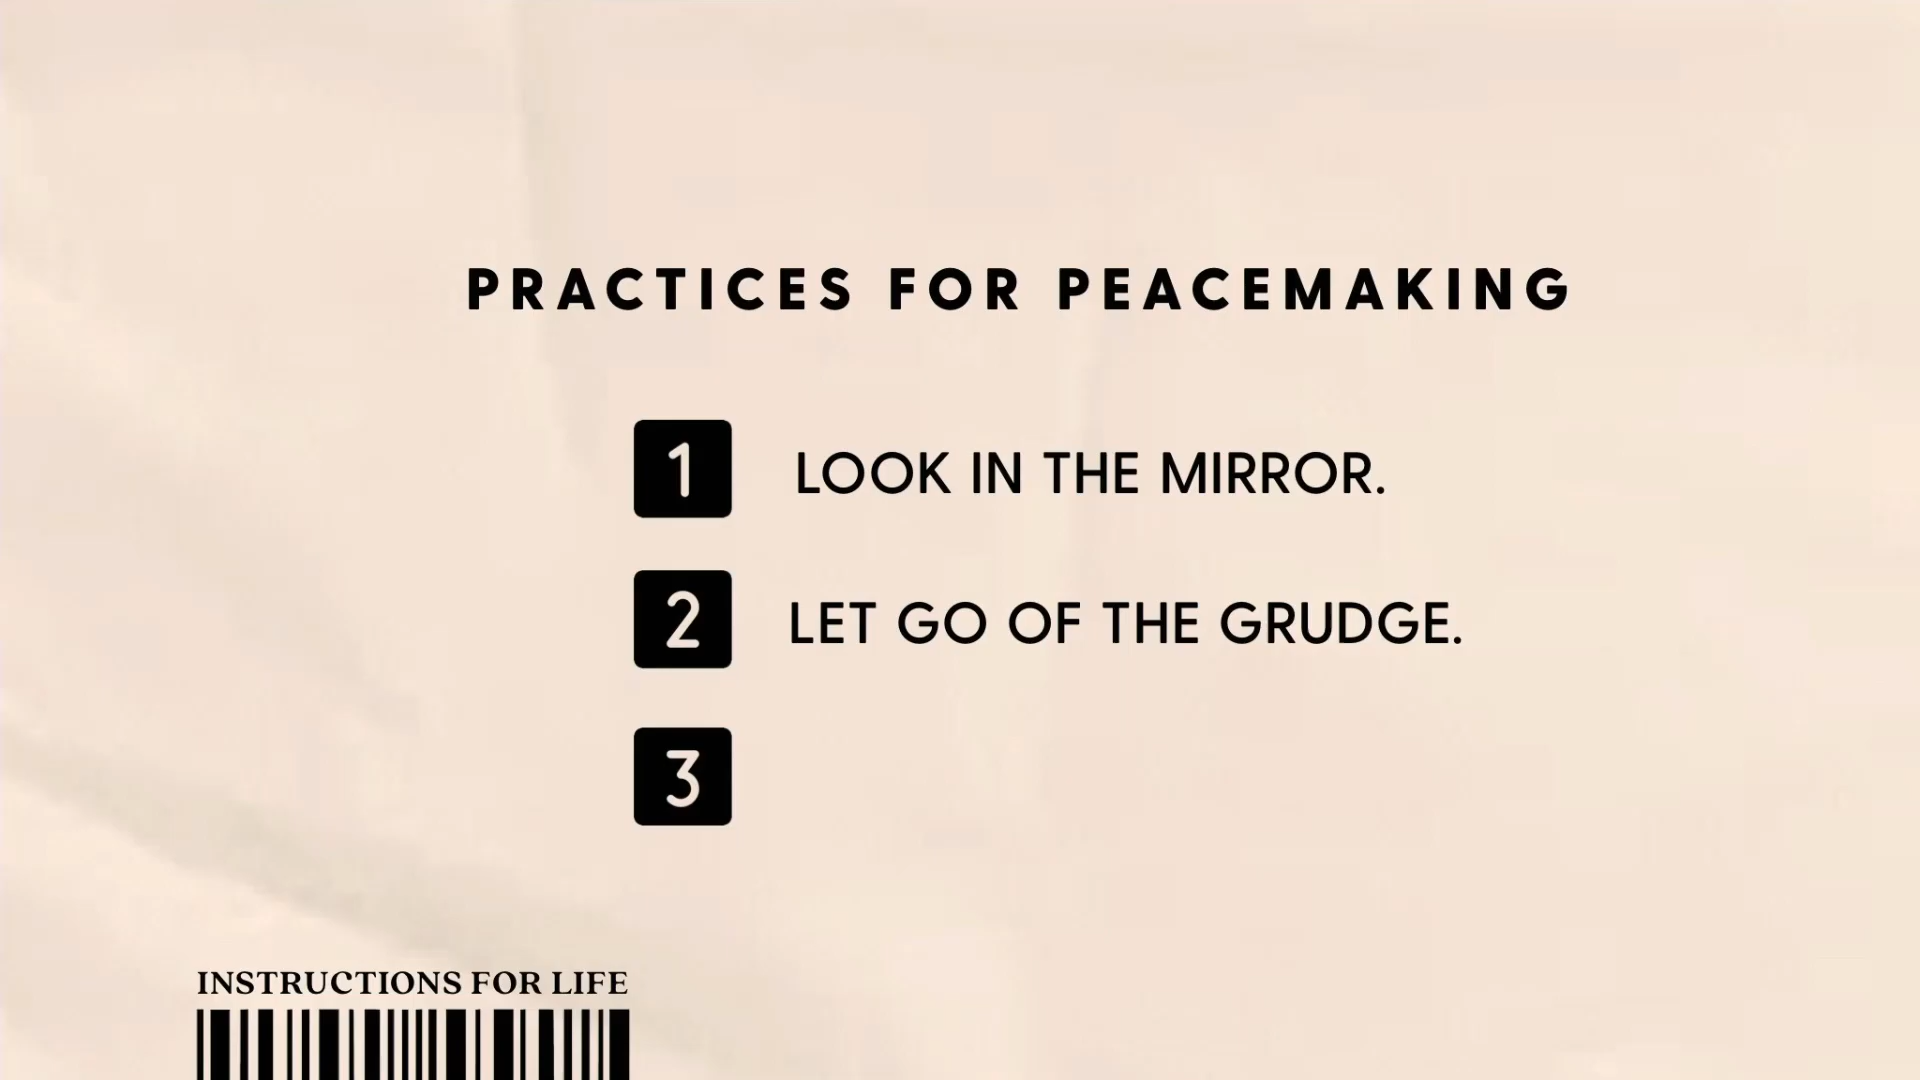 PRACTICES FOR PEACEMAKING
1 LOOK IN THE MIRROR.
2 LET GO OF THE GRUDGE.
3
INSTRUCTIONS FOR LIFE